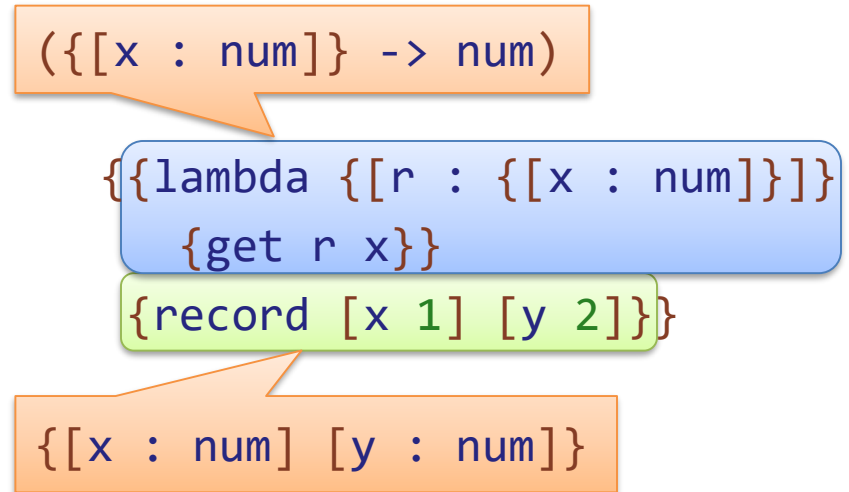 ({[x : num]} -> num)
{{lambda {[r : {[x : num]}]}
{get r x}}
{record [x 1] [y 2]}}
{[x : num] [y : num]}